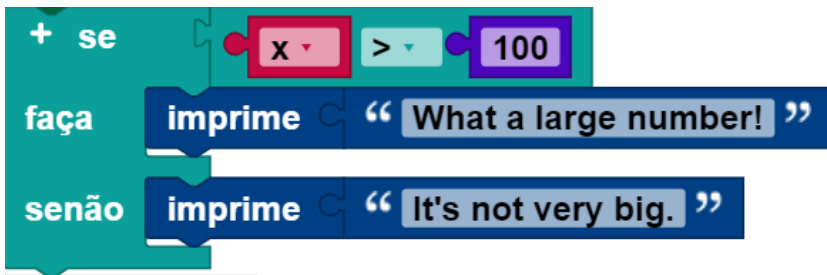 + se x > 100
faça imprime “ What a large number! ”
senão imprime “ It's not very big. ”